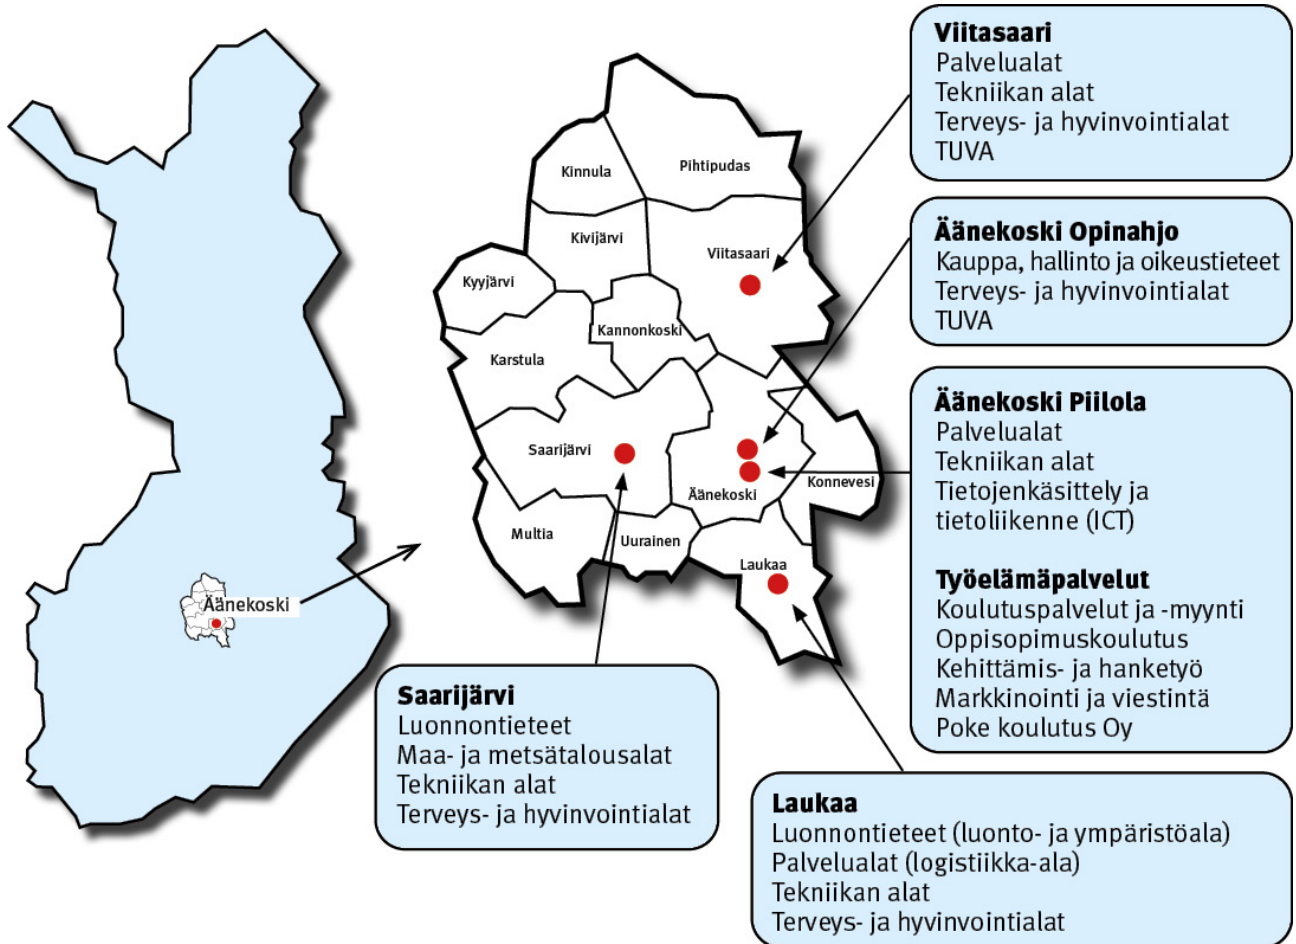 Äänekoski
Kinnula
Pihtipudas
Kivijärvi
Viitasaari
Kyyjärvi
Kannonkoski
Karstula
Saarijärvi
Äänekoski
Konnevesi
Multia
Uurainen
Laukaa
Viitasaari
Palvelualat
Tekniikan alat
Terveys- ja hyvinvointialat
TUVA
Äänekoski Opinahjo
Kauppa, hallinto ja oikeustieteet
Terveys- ja hyvinvointialat
TUVA
Äänekoski Piilola
Palvelualat
Tekniikan alat
Tietojenkäsittely ja
tietoliikenne (ICT)
Työelämäpalvelut
Koulutuspalvelut ja -myynti
Oppisopimuskoulutus
Kehittämis- ja hanketyö
Markkinointi ja viestintä
Poke koulutus Oy
Saarijärvi
Luonnontieteet
Maa- ja metsätalousalat
Tekniikan alat
Terveys- ja hyvinvointialat
Laukaa
Luonnontieteet (luonto- ja ympäristöala)
Palvelualat (logistiikka-ala)
Tekniikan alat
Terveys- ja hyvinvointialat